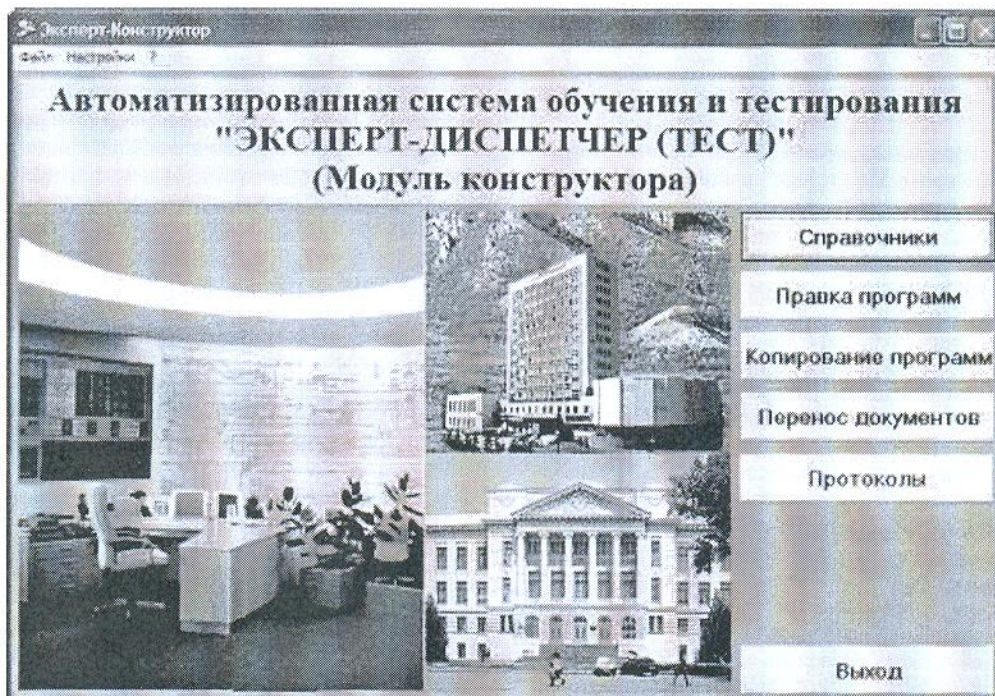 Эксперт-Конструктор
Файл Настройки ?
Автоматизированная система обучения и тестирования
"ЭКСПЕРТ-ДИСПЕТЧЕР (ТЕСТ)"
(Модуль конструктора)
Справочники
Правка программ
Копирование программ
Перенос документов
Протоколы
Выход